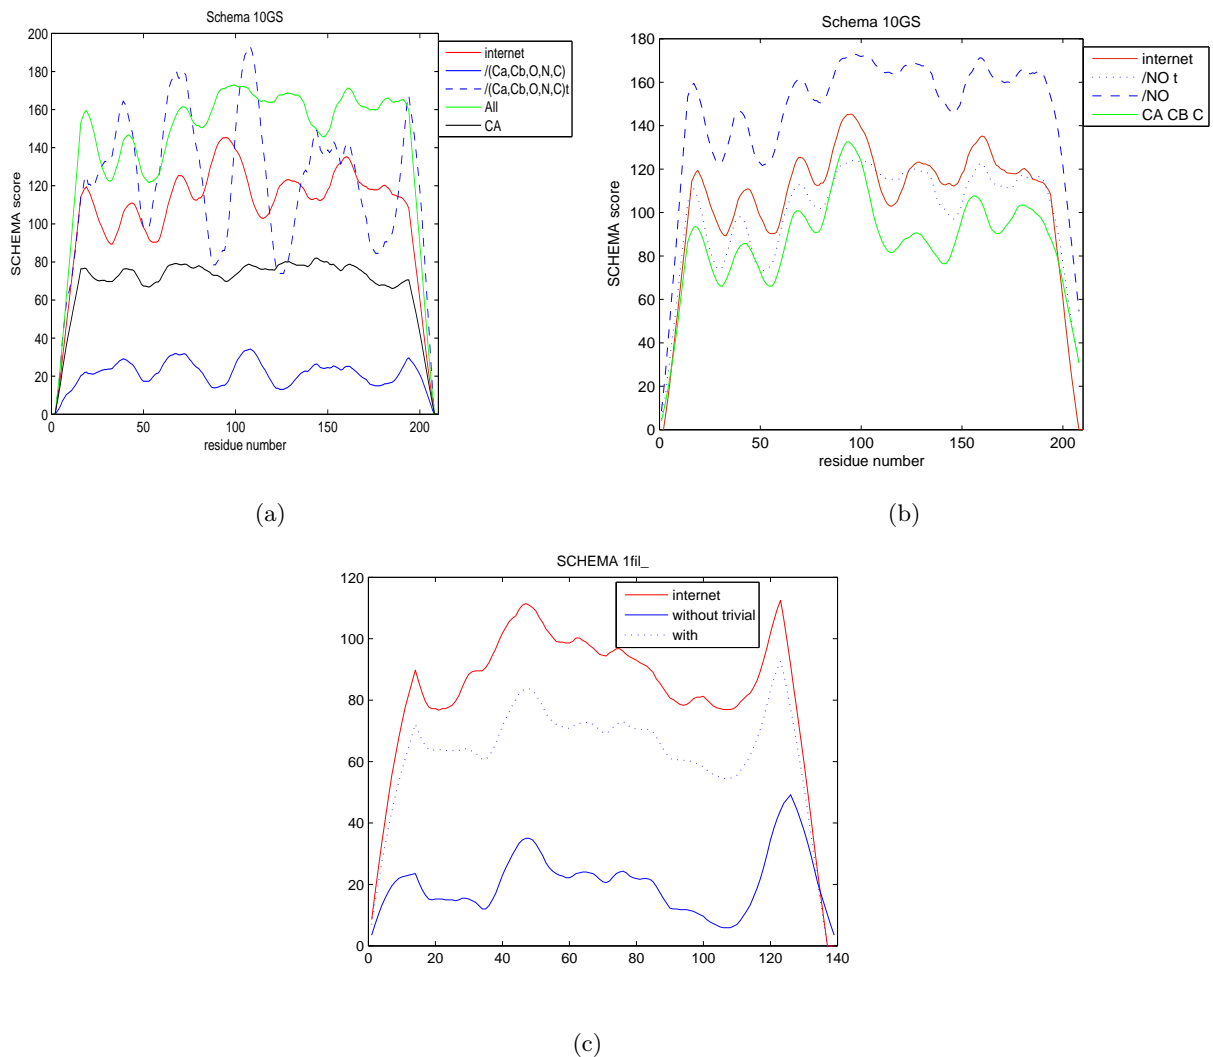 Schema 10GS
200
180
160
140
120
100
80
60
40
20
0
SCHEMA score
0 50 100 150 200
residue number
internet
/(Ca,Cb,O,N,C)
/(Ca,Cb,O,N,C)t
All
CA
(a)
Schema 10GS
180
160
140
120
100
80
60
40
20
0
SCHEMA score
0 50 100 150 200
residue number
internet
/NO t
/NO
CA CB C
(b)
SCHEMA 1fil_
120
100
80
60
40
20
0
0 20 40 60 80 100 120 140
internet
without trivial
with
(c)